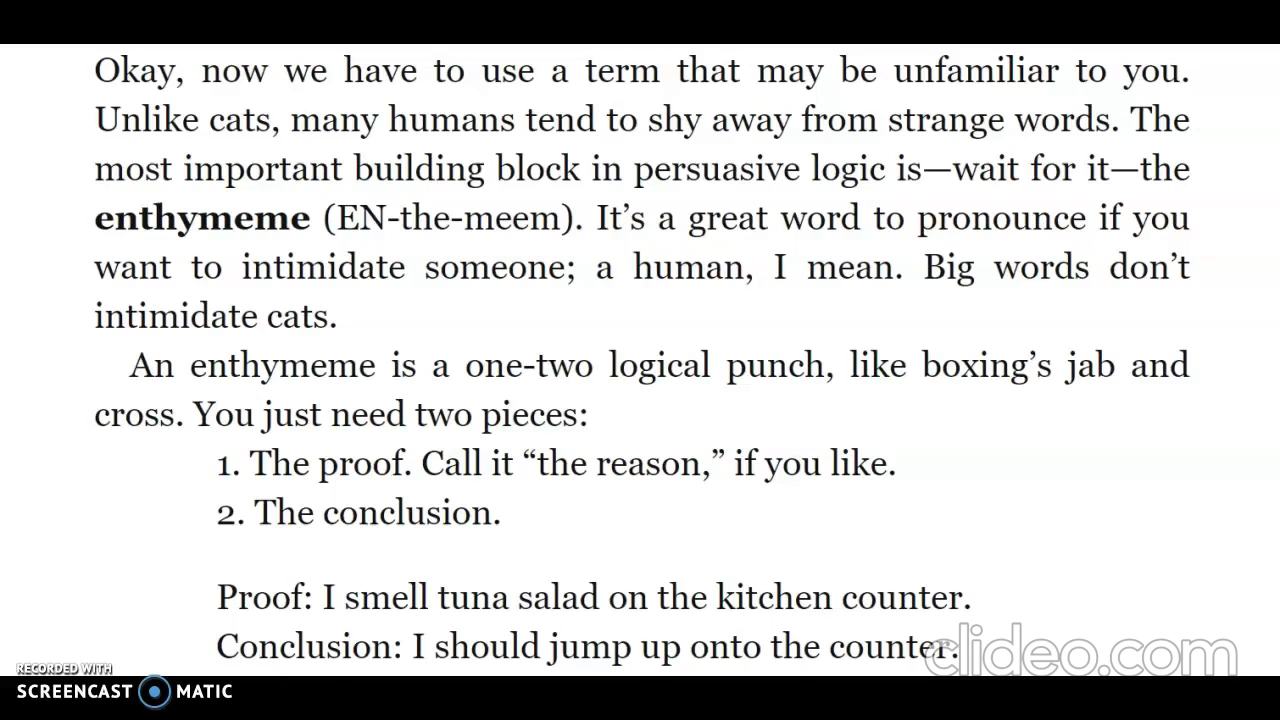 Okay, now we have to use a term that may be unfamiliar to you.
Unlike cats, many humans tend to shy away from strange words. The
most important building block in persuasive logic is—wait for it—the
enthymeme (EN-the-meem). It’s a great word to pronounce if you
want to intimidate someone; a human, I mean. Big words don’t
intimidate cats.
An enthymeme is a one-two logical punch, like boxing’s jab and
cross. You just need two pieces:
1. The proof. Call it “the reason,” if you like.
2. The conclusion.
Proof: I smell tuna salad on the kitchen counter.
Conclusion: I should jump up onto the counter.
clideo.com
RECORDED WITH
SCREENCAST MATIC